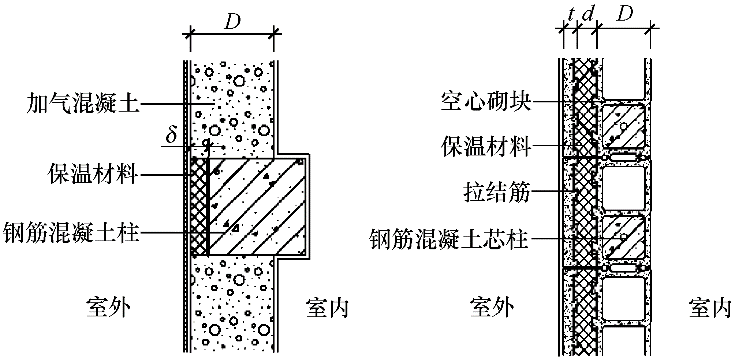 D
加气混凝土
δ
保温材料
钢筋混凝土柱
室外
室内
t d D
空心砌块
保温材料
拉结筋
钢筋混凝土芯柱
室外
室内